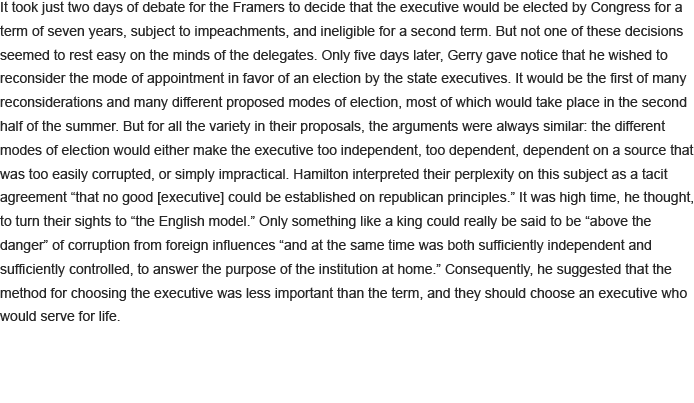 It took just two days of debate for the Framers to decide that the executive would be elected by Congress for a
term of seven years, subject to impeachments, and ineligible for a second term. But not one of these decisions
seemed to rest easy on the minds of the delegates. Only five days later, Gerry gave notice that he wished to
reconsider the mode of appointment in favor of an election by the state executives. It would be the first of many
reconsiderations and many different proposed modes of election, most of which would take place in the second
half of the summer. But for all the variety in their proposals, the arguments were always similar: the different
modes of election would either make the executive too independent, too dependent, dependent on a source that
was too easily corrupted, or simply impractical. Hamilton interpreted their perplexity on this subject as a tacit
agreement “that no good [executive] could be established on republican principles.” It was high time, he thought,
to turn their sights to “the English model.” Only something like a king could really be said to be “above the
danger” of corruption from foreign influences “and at the same time was both sufficiently independent and
sufficiently controlled, to answer the purpose of the institution at home.” Consequently, he suggested that the
method for choosing the executive was less important than the term, and they should choose an executive who
would serve for life.